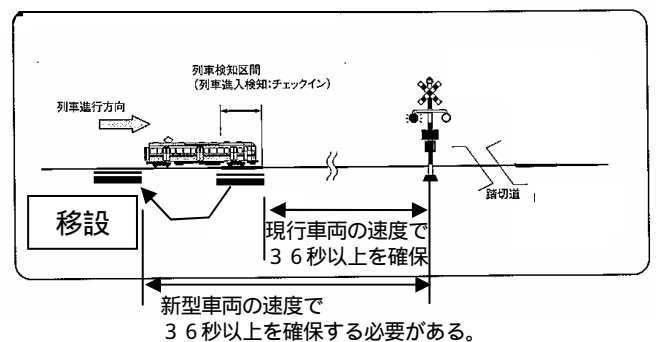 列車検知区間
（列車進入検知：チェックイン）
列車進行方向
踏切道
移設
現行車両の速度で
３６秒以上を確保
新型車両の速度で
３６秒以上を確保する必要がある。